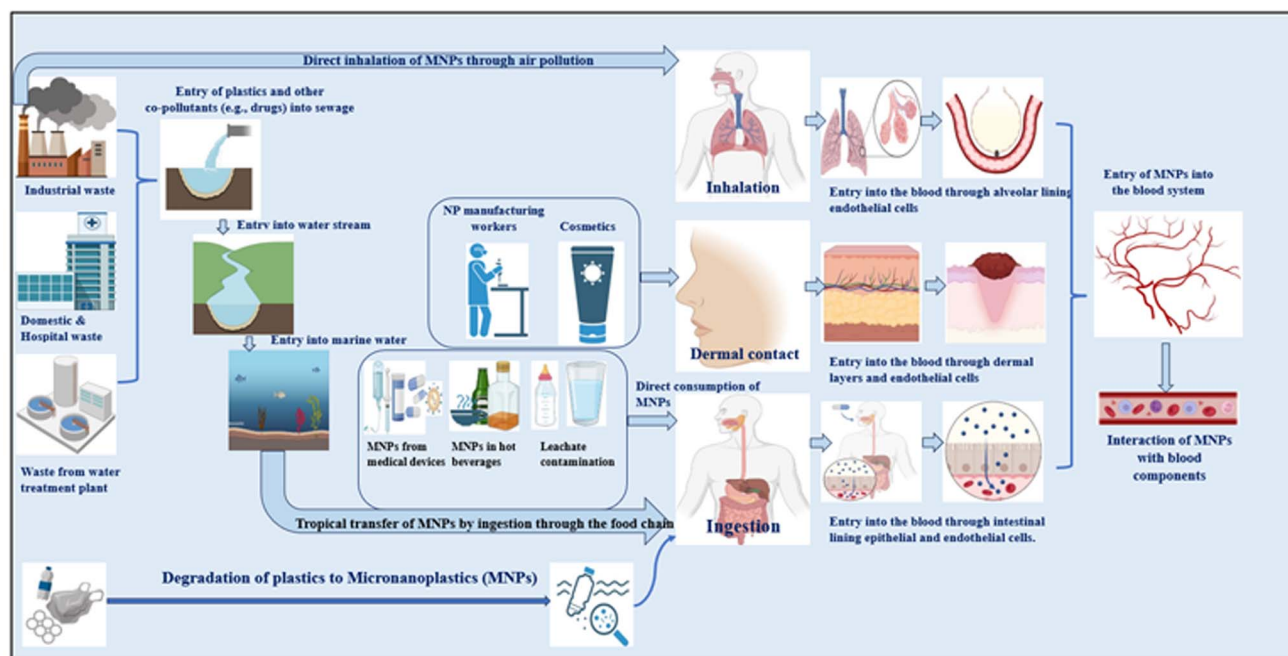 Direct inhalation of MNPs through air pollution
Entry of plastics and other
co-pollutants (e.g., drugs) into sewage
Industrial waste
Entry into water stream
Domestic &
Hospital waste
Entry into marine water
Waste from water
treatment plant
NP manufacturing
workers
Cosmetics
MNPs from
medical devices
MNPs in hot
beverages
Leachate
contamination
Direct consumption of
MNPs
Tropical transfer of MNPs by ingestion through the food chain
Degradation of plastics to Micronanoplastics (MNPs)
Inhalation
Entry into the blood through alveolar lining
endothelial cells
Dermal contact
Entry into the blood through dermal
layers and endothelial cells
Ingestion
Entry into the blood through intestinal
lining epithelial and endothelial cells.
Entry of MNPs into
the blood system
Interaction of MNPs
with blood
components